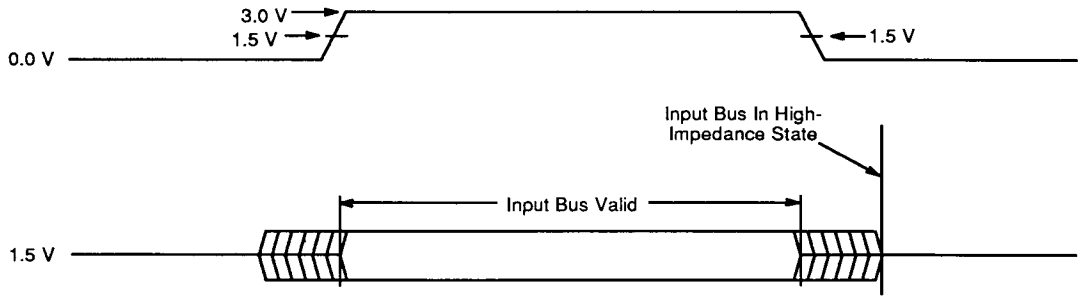 3.0 V
1.5 V
1.5 V
0.0 V
Input Bus In High-
Impedance State
Input Bus Valid
1.5 V